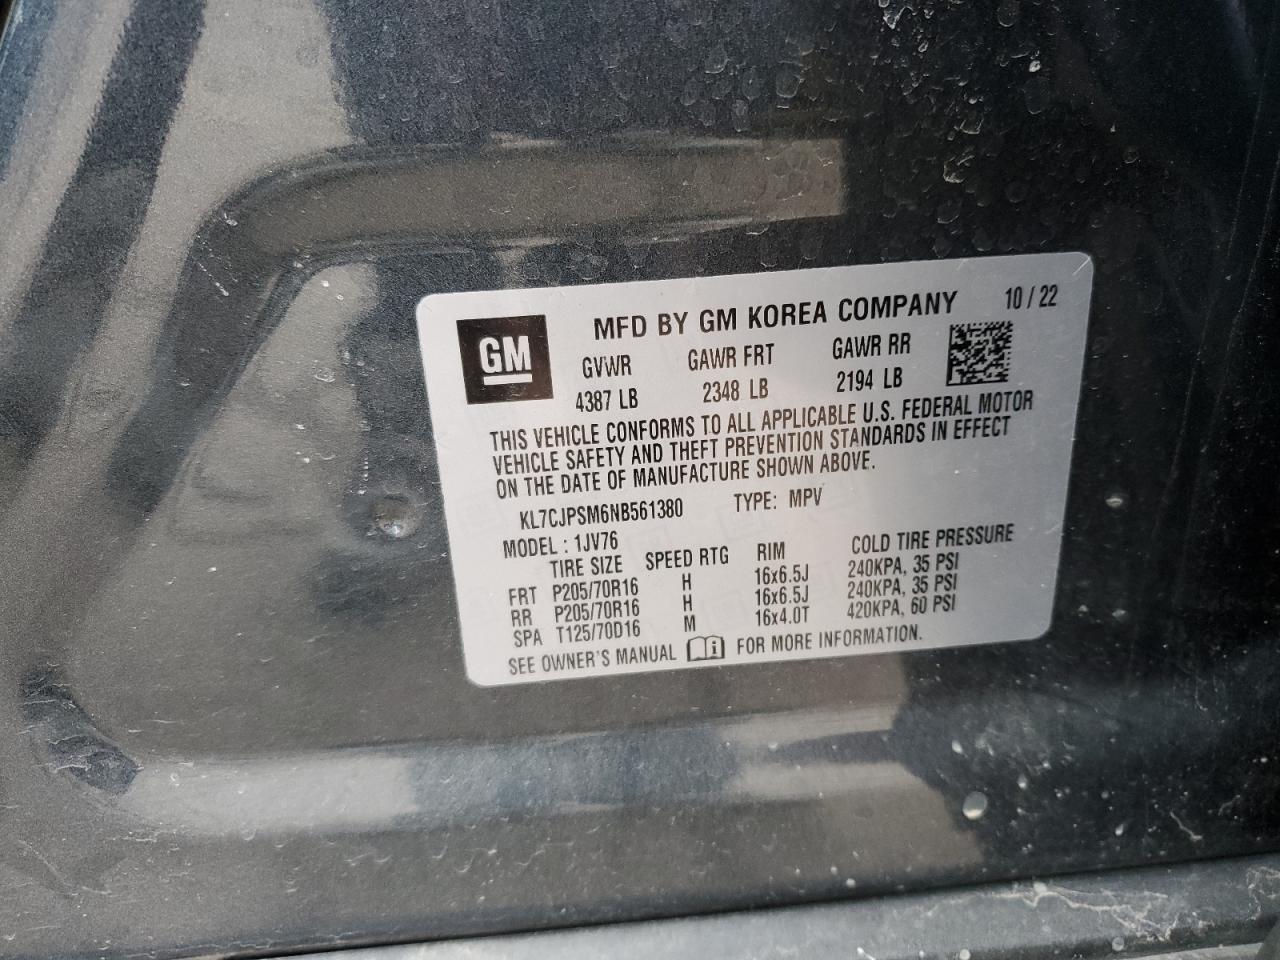 GM
MFD BY GM KOREA COMPANY 10 / 22
GVWR GAWR FRT GAWR RR
4387 LB 2348 LB 2194 LB
THIS VEHICLE CONFORMS TO ALL APPLICABLE U.S. FEDERAL MOTOR
VEHICLE SAFETY AND THEFT PREVENTION STANDARDS IN EFFECT
ON THE DATE OF MANUFACTURE SHOWN ABOVE.
KL7CJPSM6NB561380 TYPE: MPV
MODEL : 1JV76
TIRE SIZE SPEED RTG RIM COLD TIRE PRESSURE
FRT P205/70R16 H 16x6.5J 240KPA, 35 PSI
RR P205/70R16 H 16x6.5J 240KPA, 35 PSI
SPA T125/70D16 M 16x4.0T 420KPA, 60 PSI
SEE OWNER'S MANUAL i FOR MORE INFORMATION.